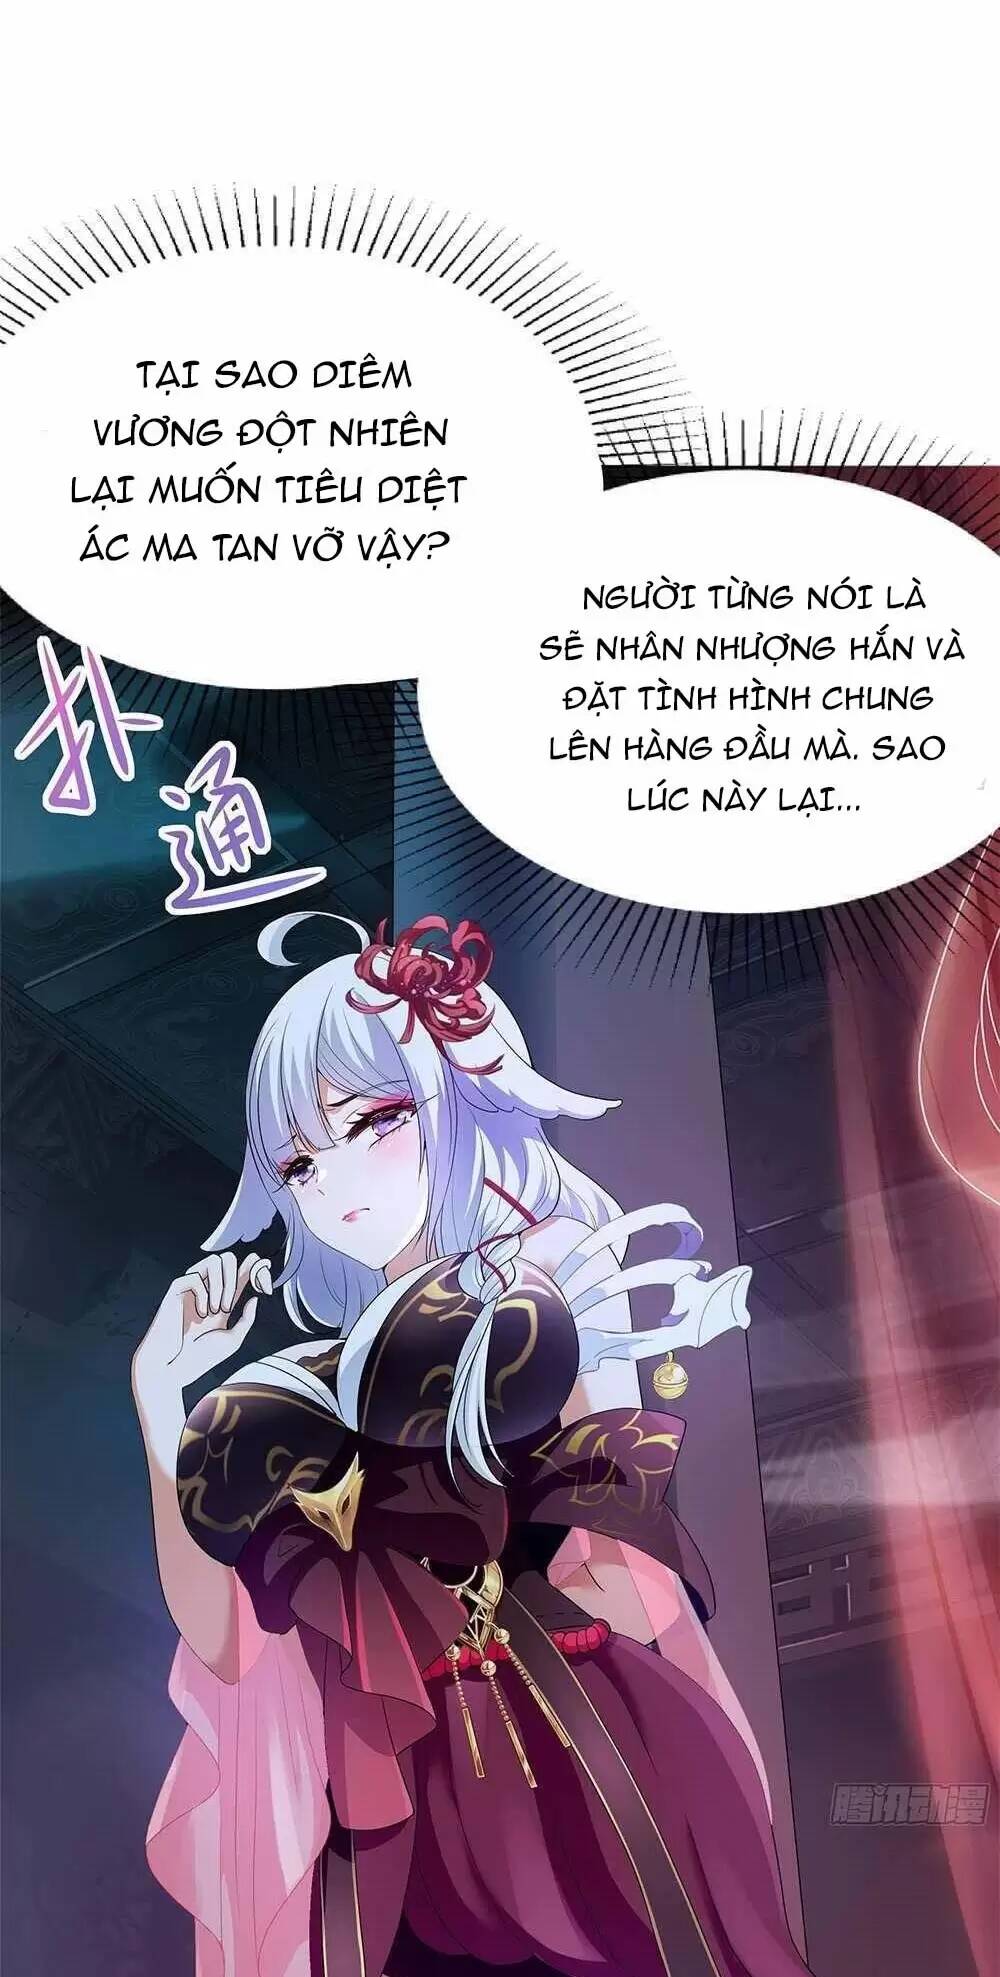 TẠI SAO DIÊM
VƯƠNG ĐỘT NHIÊN
LẠI MUỐN TIÊU DIỆT
ÁC MA TAN VỠ VẬY?
NGƯỜI TỪNG NÓI LÀ
SẼ NHÂN NHƯỢNG HẮN VÀ
ĐẶT TÌNH HÌNH CHUNG
LÊN HÀNG ĐẦU MÀ. SAO
LÚC NÀY LẠI...
扑
通
腾讯动漫